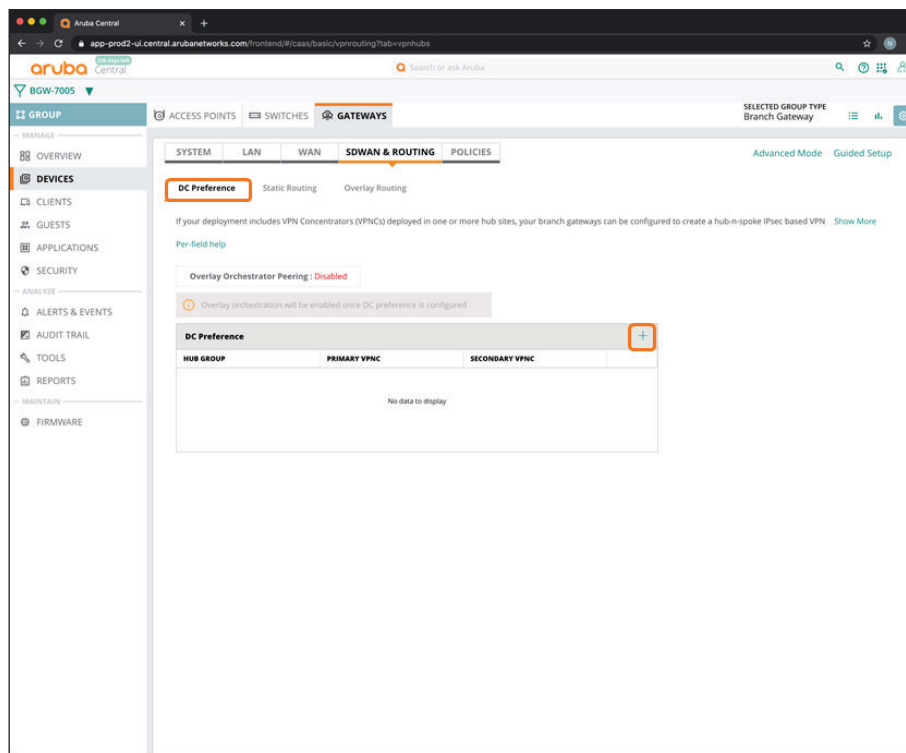 Aruba Central
app-prod2-ui.central.arubanetworks.com/frontend/#/caas/basic/vpnrouting?tab=vpnhubs
N
aruba Central
Search or ask Aruba
BGW-7005
GROUP
ACCESS POINTS SWITCHES GATEWAYS
SELECTED GROUP TYPE
Branch Gateway
MANAGE
OVERVIEW
DEVICES
CLIENTS
GUESTS
APPLICATIONS
SECURITY
ANALYZE
ALERTS & EVENTS
AUDIT TRAIL
TOOLS
REPORTS
MAINTAIN
FIRMWARE
SYSTEM LAN WAN SDWAN & ROUTING POLICIES
Advanced Mode Guided Setup
DC Preference Static Routing Overlay Routing
If your deployment includes VPN Concentrators (VPNCs) deployed in one or more hub sites, your branch gateways can be configured to create a hub-n-spoke IPsec based VPN Show More
Per-field help
Overlay Orchestrator Peering : Disabled
Overlay orchestration will be enabled once DC preference is configured
DC Preference
HUB GROUP PRIMARY VPNC SECONDARY VPNC
No data to display